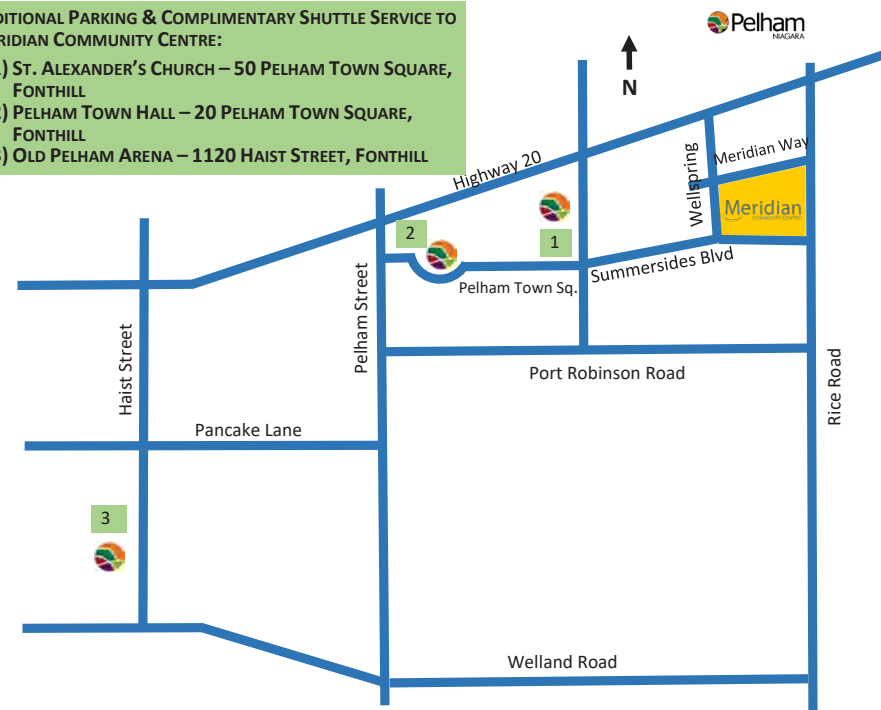 DITIONAL PARKING & COMPLIMENTARY SHUTTLE SERVICE TO
RIDIAN COMMUNITY CENTRE:
) ST. ALEXANDER'S CHURCH – 50 PELHAM TOWN SQUARE,
FONTHILL
) PELHAM TOWN HALL – 20 PELHAM TOWN SQUARE,
FONTHILL
) OLD PELHAM ARENA – 1120 HAIST STREET, FONTHILL
Pelham
NIAGARA
N
Highway 20
Wellspring
Meridian Way
Meridian
COMMUNITY CENTRE
2
1
Summersides Blvd
Pelham Town Sq.
Pelham Street
Haist Street
Port Robinson Road
Rice Road
Pancake Lane
3
Welland Road